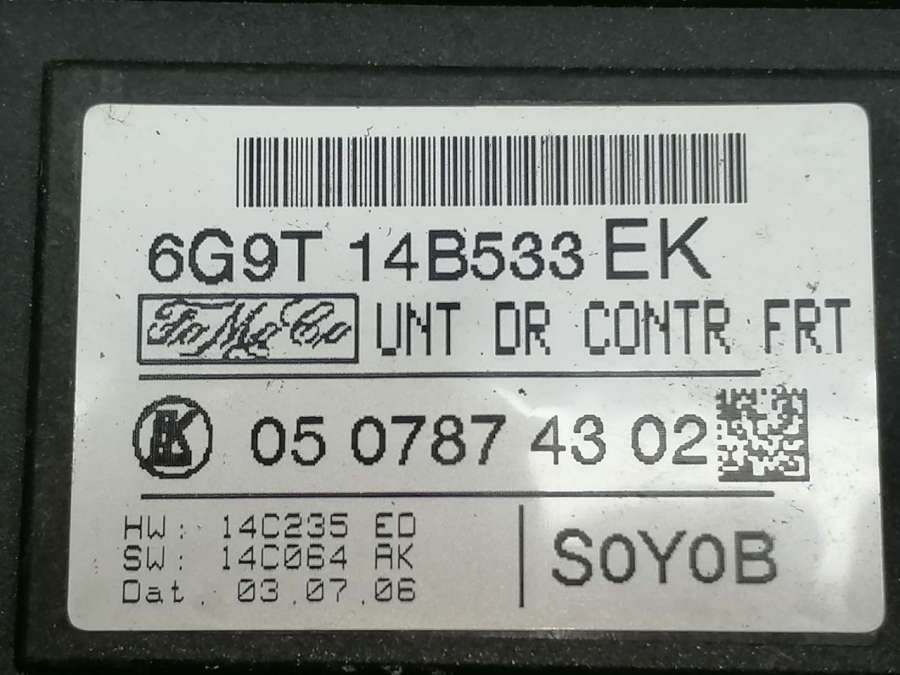 6G9T 14B533 EK
FoMoCo UNT DR CONTR FRT
05 0787 43 02
HW: 14C235 ED
SW: 14C064 AK
Dat. 03.07.06
S0Y0B